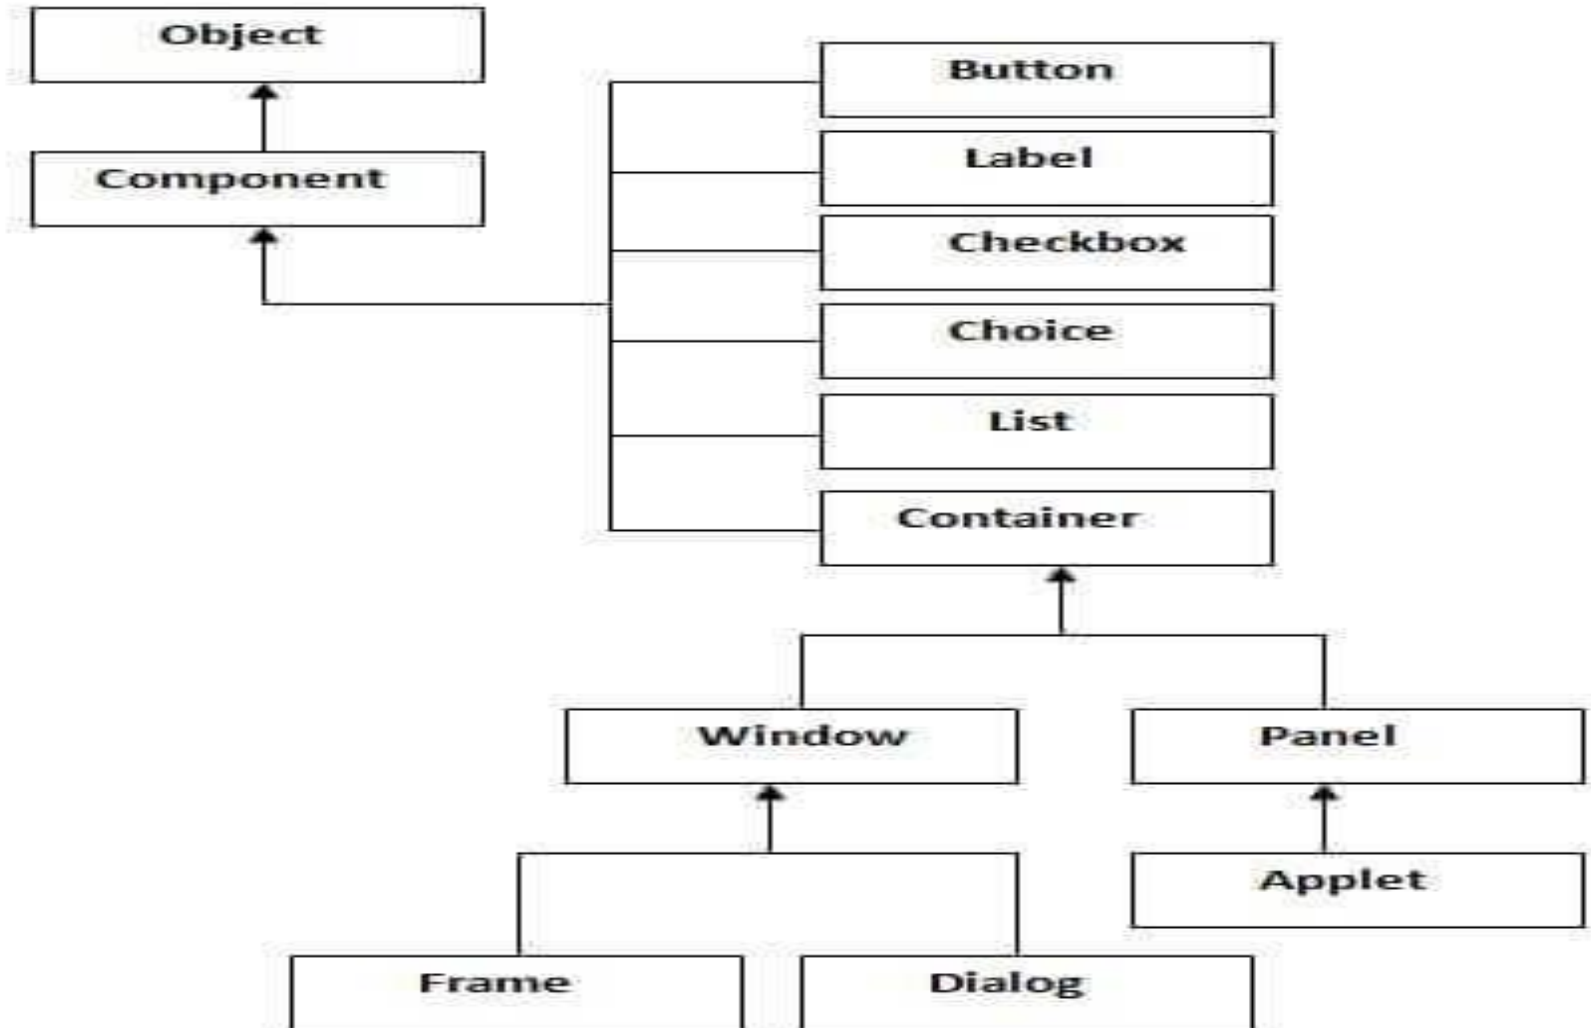 Object
Component
Button
Label
Checkbox
Choice
List
Container
Window
Panel
Applet
Frame
Dialog